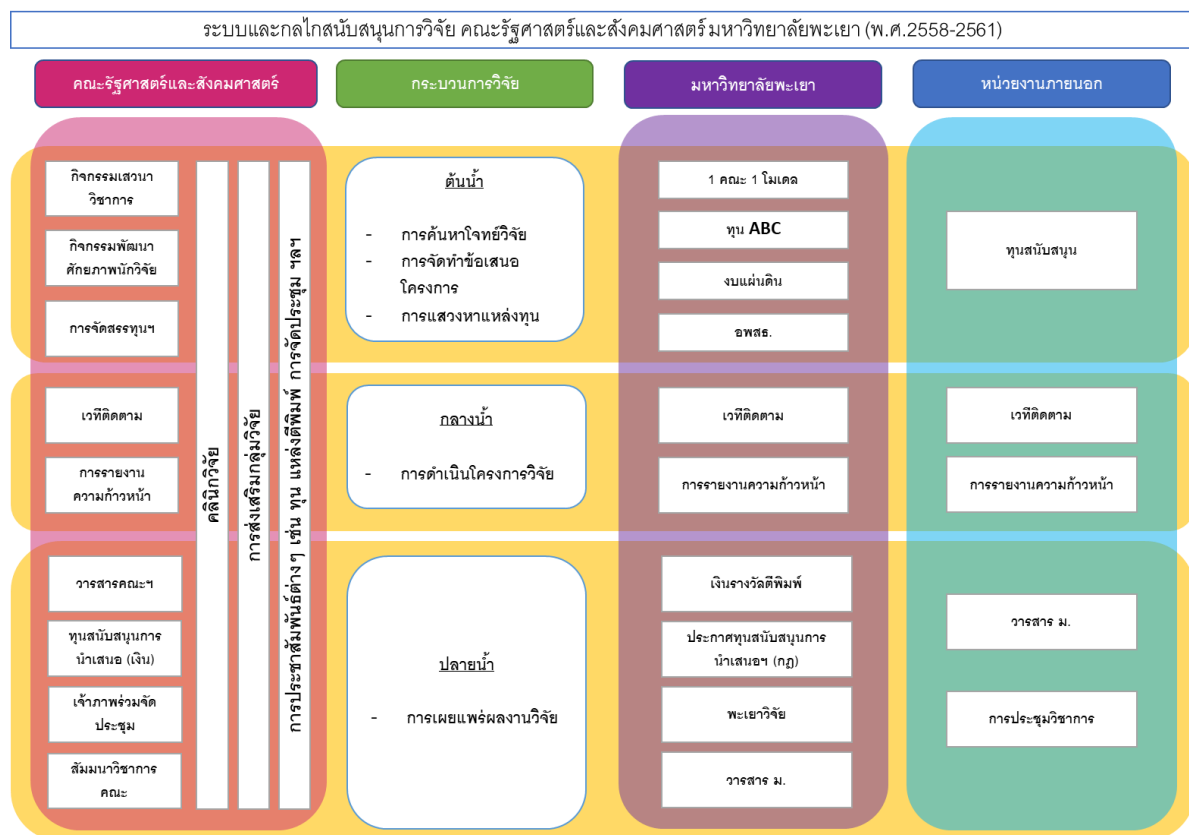 ระบบและกลไกสนับสนุนการวิจัย คณะรัฐศาสตร์และสังคมศาสตร์ มหาวิทยาลัยพะเยา (พ.ศ.2558-2561)
คณะรัฐศาสตร์และสังคมศาสตร์
กระบวนการวิจัย
มหาวิทยาลัยพะเยา
หน่วยงานภายนอก
กิจกรรมเสวนา
วิชาการ
กิจกรรมพัฒนา
ศักยภาพนักวิจัย
การจัดสรรทุนฯ
ต้นน้ำ
- การค้นหาโจทย์วิจัย
- การจัดทำข้อเสนอ
โครงการ
- การแสวงหาแหล่งทุน
1 คณะ 1 โมเดล
ทุน ABC
งบแผ่นดิน
อพสธ.
ทุนสนับสนุน
เวทีติดตาม
การรายงาน
ความก้าวหน้า
กลางน้ำ
- การดำเนินโครงการวิจัย
เวทีติดตาม
การรายงานความก้าวหน้า
เวทีติดตาม
การรายงานความก้าวหน้า
วารสารคณะฯ
ทุนสนับสนุนการ
นำเสนอ (เงิน)
เจ้าภาพร่วมจัด
ประชุม
สัมมนาวิชาการ
คณะ
คลินิกวิจัย
การส่งเสริมกลุ่มวิจัย
การประชาสัมพันธ์ต่างๆ เช่น ทุน แหล่งตีพิมพ์ การจัดประชุม ฯลฯ
ปลายน้ำ
- การเผยแพร่ผลงานวิจัย
เงินรางวัลตีพิมพ์
ประกาศทุนสนับสนุนการ
นำเสนอฯ (กฏ)
พะเยาวิจัย
วารสาร ม.
วารสาร ม.
การประชุมวิชาการ